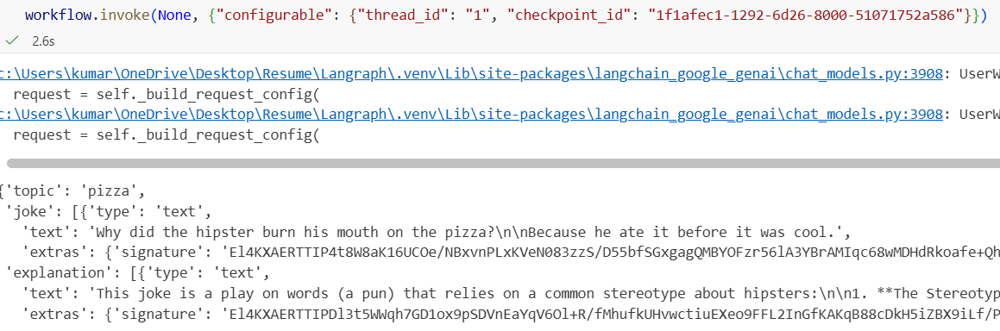 workflow.invoke(None, {"configurable": {"thread_id": "1", "checkpoint_id": "1f1afec1-1292-6d26-8000-51071752a586"}})
2.6s
c:\Users\kumar\OneDrive\Desktop\Resume\Langraph\.venv\Lib\site-packages\langchain_google_genai\chat_models.py:3908: UserW
request = self._build_request_config(
c:\Users\kumar\OneDrive\Desktop\Resume\Langraph\.venv\Lib\site-packages\langchain_google_genai\chat_models.py:3908: UserW
request = self._build_request_config(
{'topic': 'pizza',
'joke': [{'type': 'text',
'text': 'Why did the hipster burn his mouth on the pizza?\n\nBecause he ate it before it was cool.',
'extras': {'signature': 'El4KXAERTTIP4t8W8aK16UCOe/NBxvnPLxKVeN083zzS/D55bfSGxgagQMBYOFzr56lA3YBrAMIqc68wMDHdRkoafe+Qh
'explanation': [{'type': 'text',
'text': 'This joke is a play on words (a pun) that relies on a common stereotype about hipsters:\n\n1. **The Stereotyp
'extras': {'signature': 'El4KXAERTTIPDl3t5WWqh7GD1ox9pSDVnEaYqV6Ol+R/fMhufkUHvwctiuEXeo9FFL2InGfKAKqB88cDkH5iZBX9iLf/P